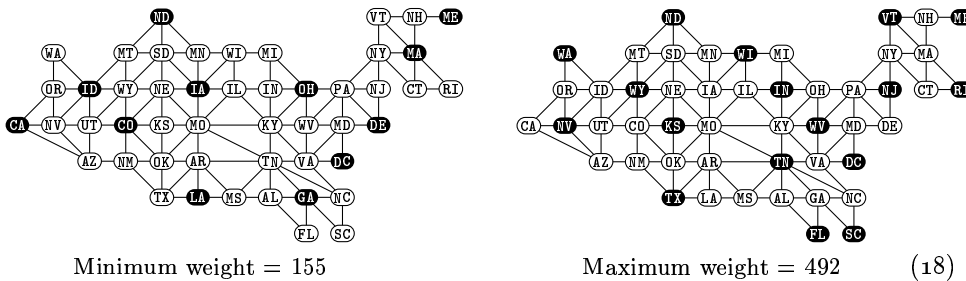 ND VT NH ME
WA MT SD MN WI MI NY MA
OR ID WY NE IA IL IN OH PA NJ CT RI
CA NV UT CO KS MO KY WV MD DE
AZ NM OK AR TN VA DC
TX LA MS AL GA NC
FL SC
Minimum weight = 155
ND VT NH ME
WA MT SD MN WI MI NY MA
OR ID WY NE IA IL IN OH PA NJ CT RI
CA NV UT CO KS MO KY WV MD DE
AZ NM OK AR TN VA DC
TX LA MS AL GA NC
FL SC
Maximum weight = 492 (18)